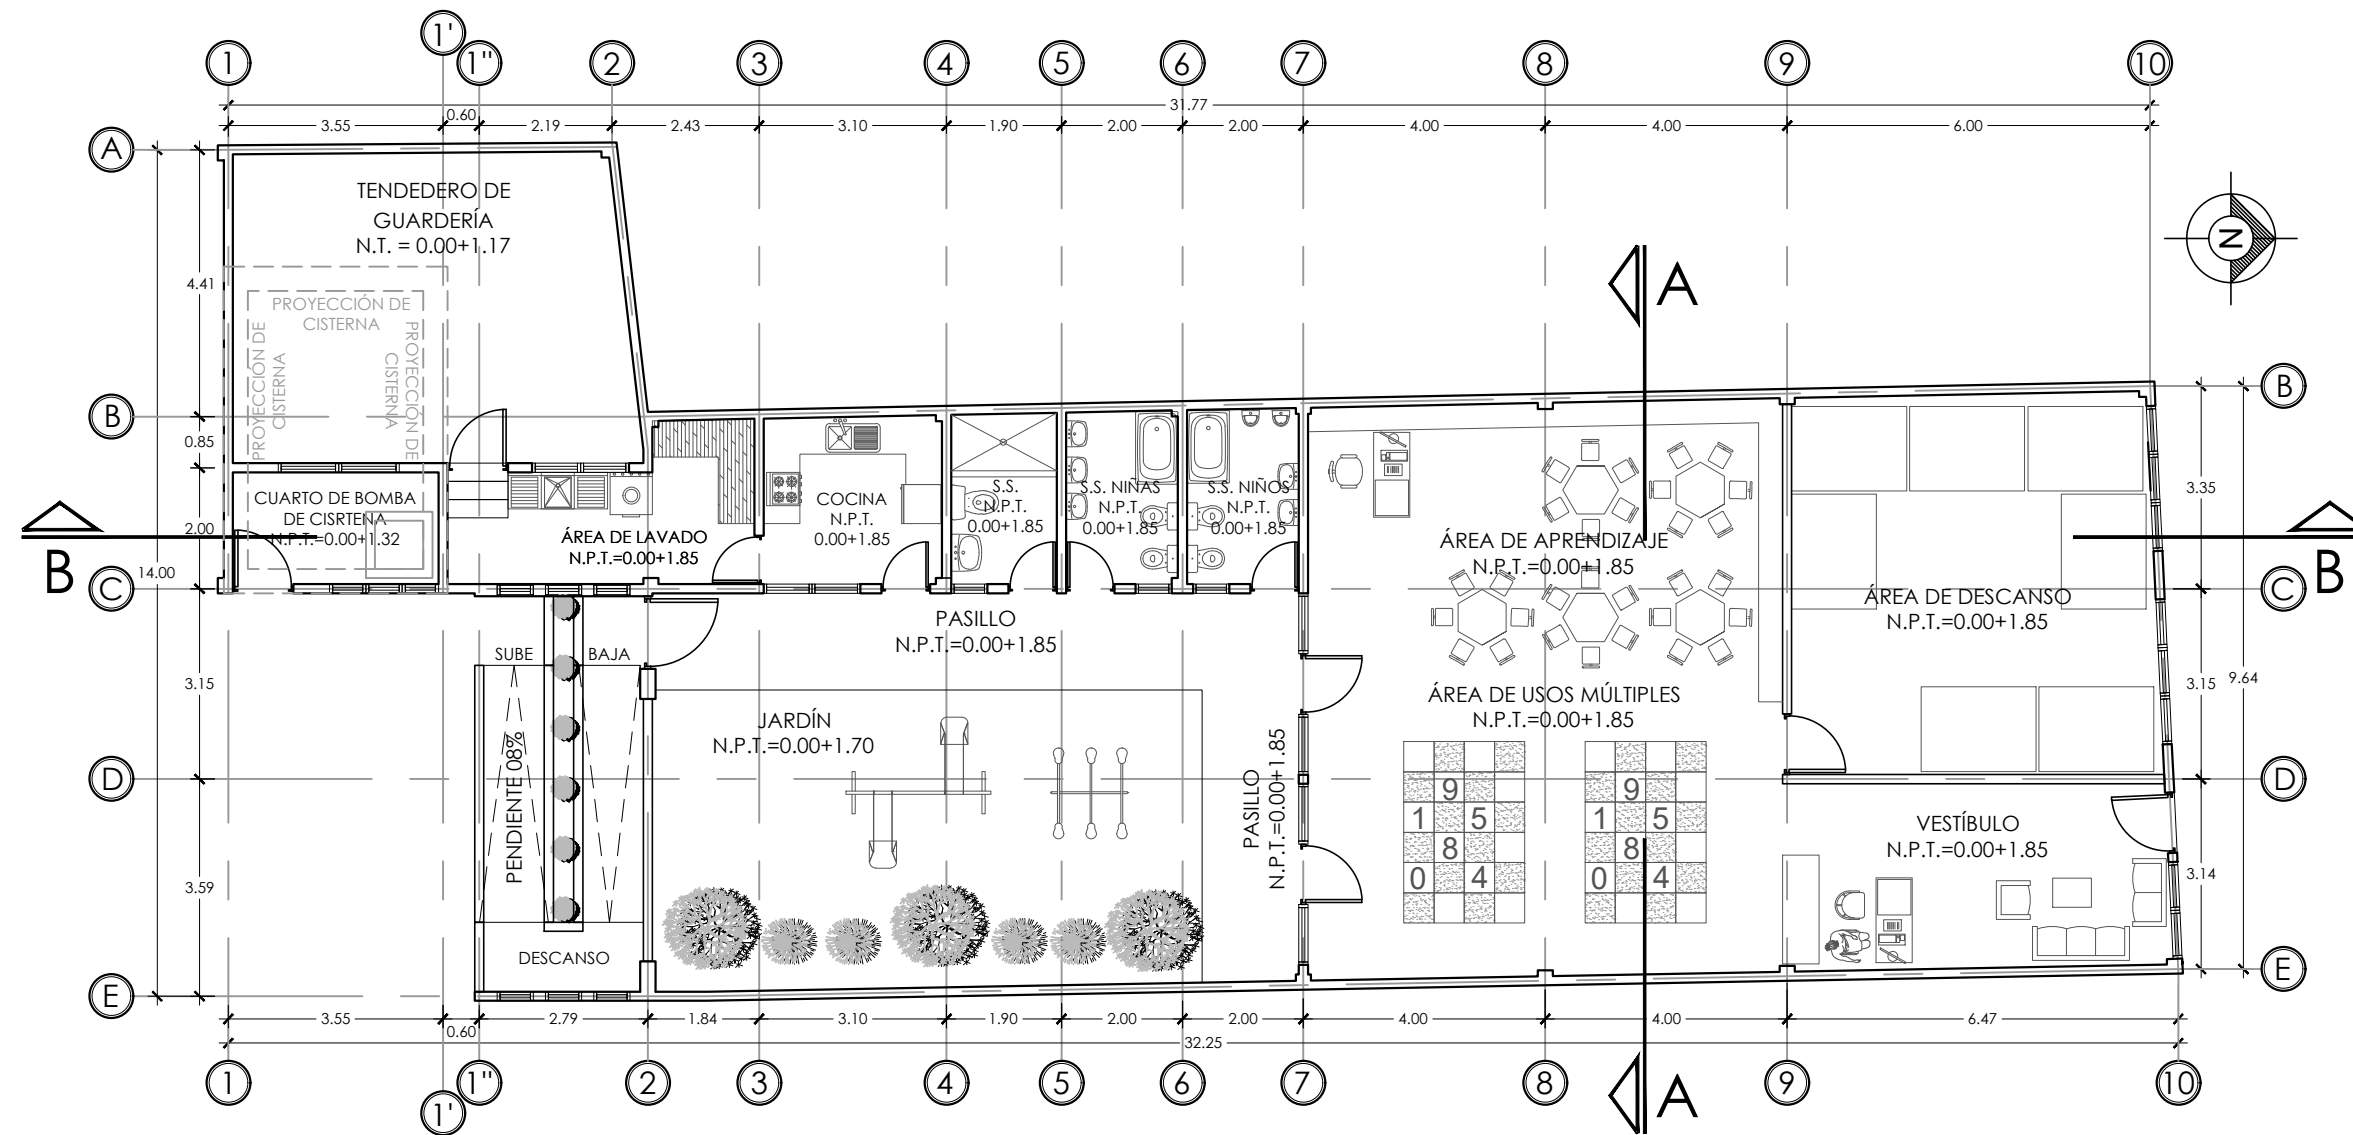 1'
1 1" 2 3 4 5 6 7 8 9 10
31.77
0.60
3.55 2.19 2.43 3.10 1.90 2.00 2.00 4.00 4.00 6.00
A
TENDEDERO DE
GUARDERÍA
N.T. = 0.00+1.17
N
4.41
A
PROYECCIÓN DE
CISTERNA
PROYECCIÓN DE
CISTERNA
PROYECCIÓN DE
CISTERNA
B
B
0.85
3.35
CUARTO DE BOMBA
DE CISRTENA
N.P.T.=0.00+1.32
2.00
ÁREA DE LAVADO
N.P.T.=0.00+1.85
COCINA
N.P.T.
0.00+1.85
S.S.
N.P.T.
0.00+1.85
S.S. NIÑAS
N.P.T.
0.00+1.85
S.S. NIÑOS
N.P.T.
0.00+1.85
ÁREA DE APRENDIZAJE
N.P.T.=0.00+1.85
B
B
14.00
C
C
ÁREA DE DESCANSO
N.P.T.=0.00+1.85
PASILLO
N.P.T.=0.00+1.85
SUBE BAJA
3.15
3.15 9.64
ÁREA DE USOS MÚLTIPLES
N.P.T.=0.00+1.85
JARDÍN
N.P.T.=0.00+1.70
PENDIENTE 08%
PASILLO
N.P.T.=0.00+1.85
D
D
9 9
1 5 1 5
8 8
0 4 0 4
VESTÍBULO
N.P.T.=0.00+1.85
3.59
3.14
DESCANSO
E
E
3.55 2.79 1.84 3.10 1.90 2.00 2.00 4.00 4.00 6.47
0.60
32.25
1 1" 2 3 4 5 6 7 8 9 10
1'
A